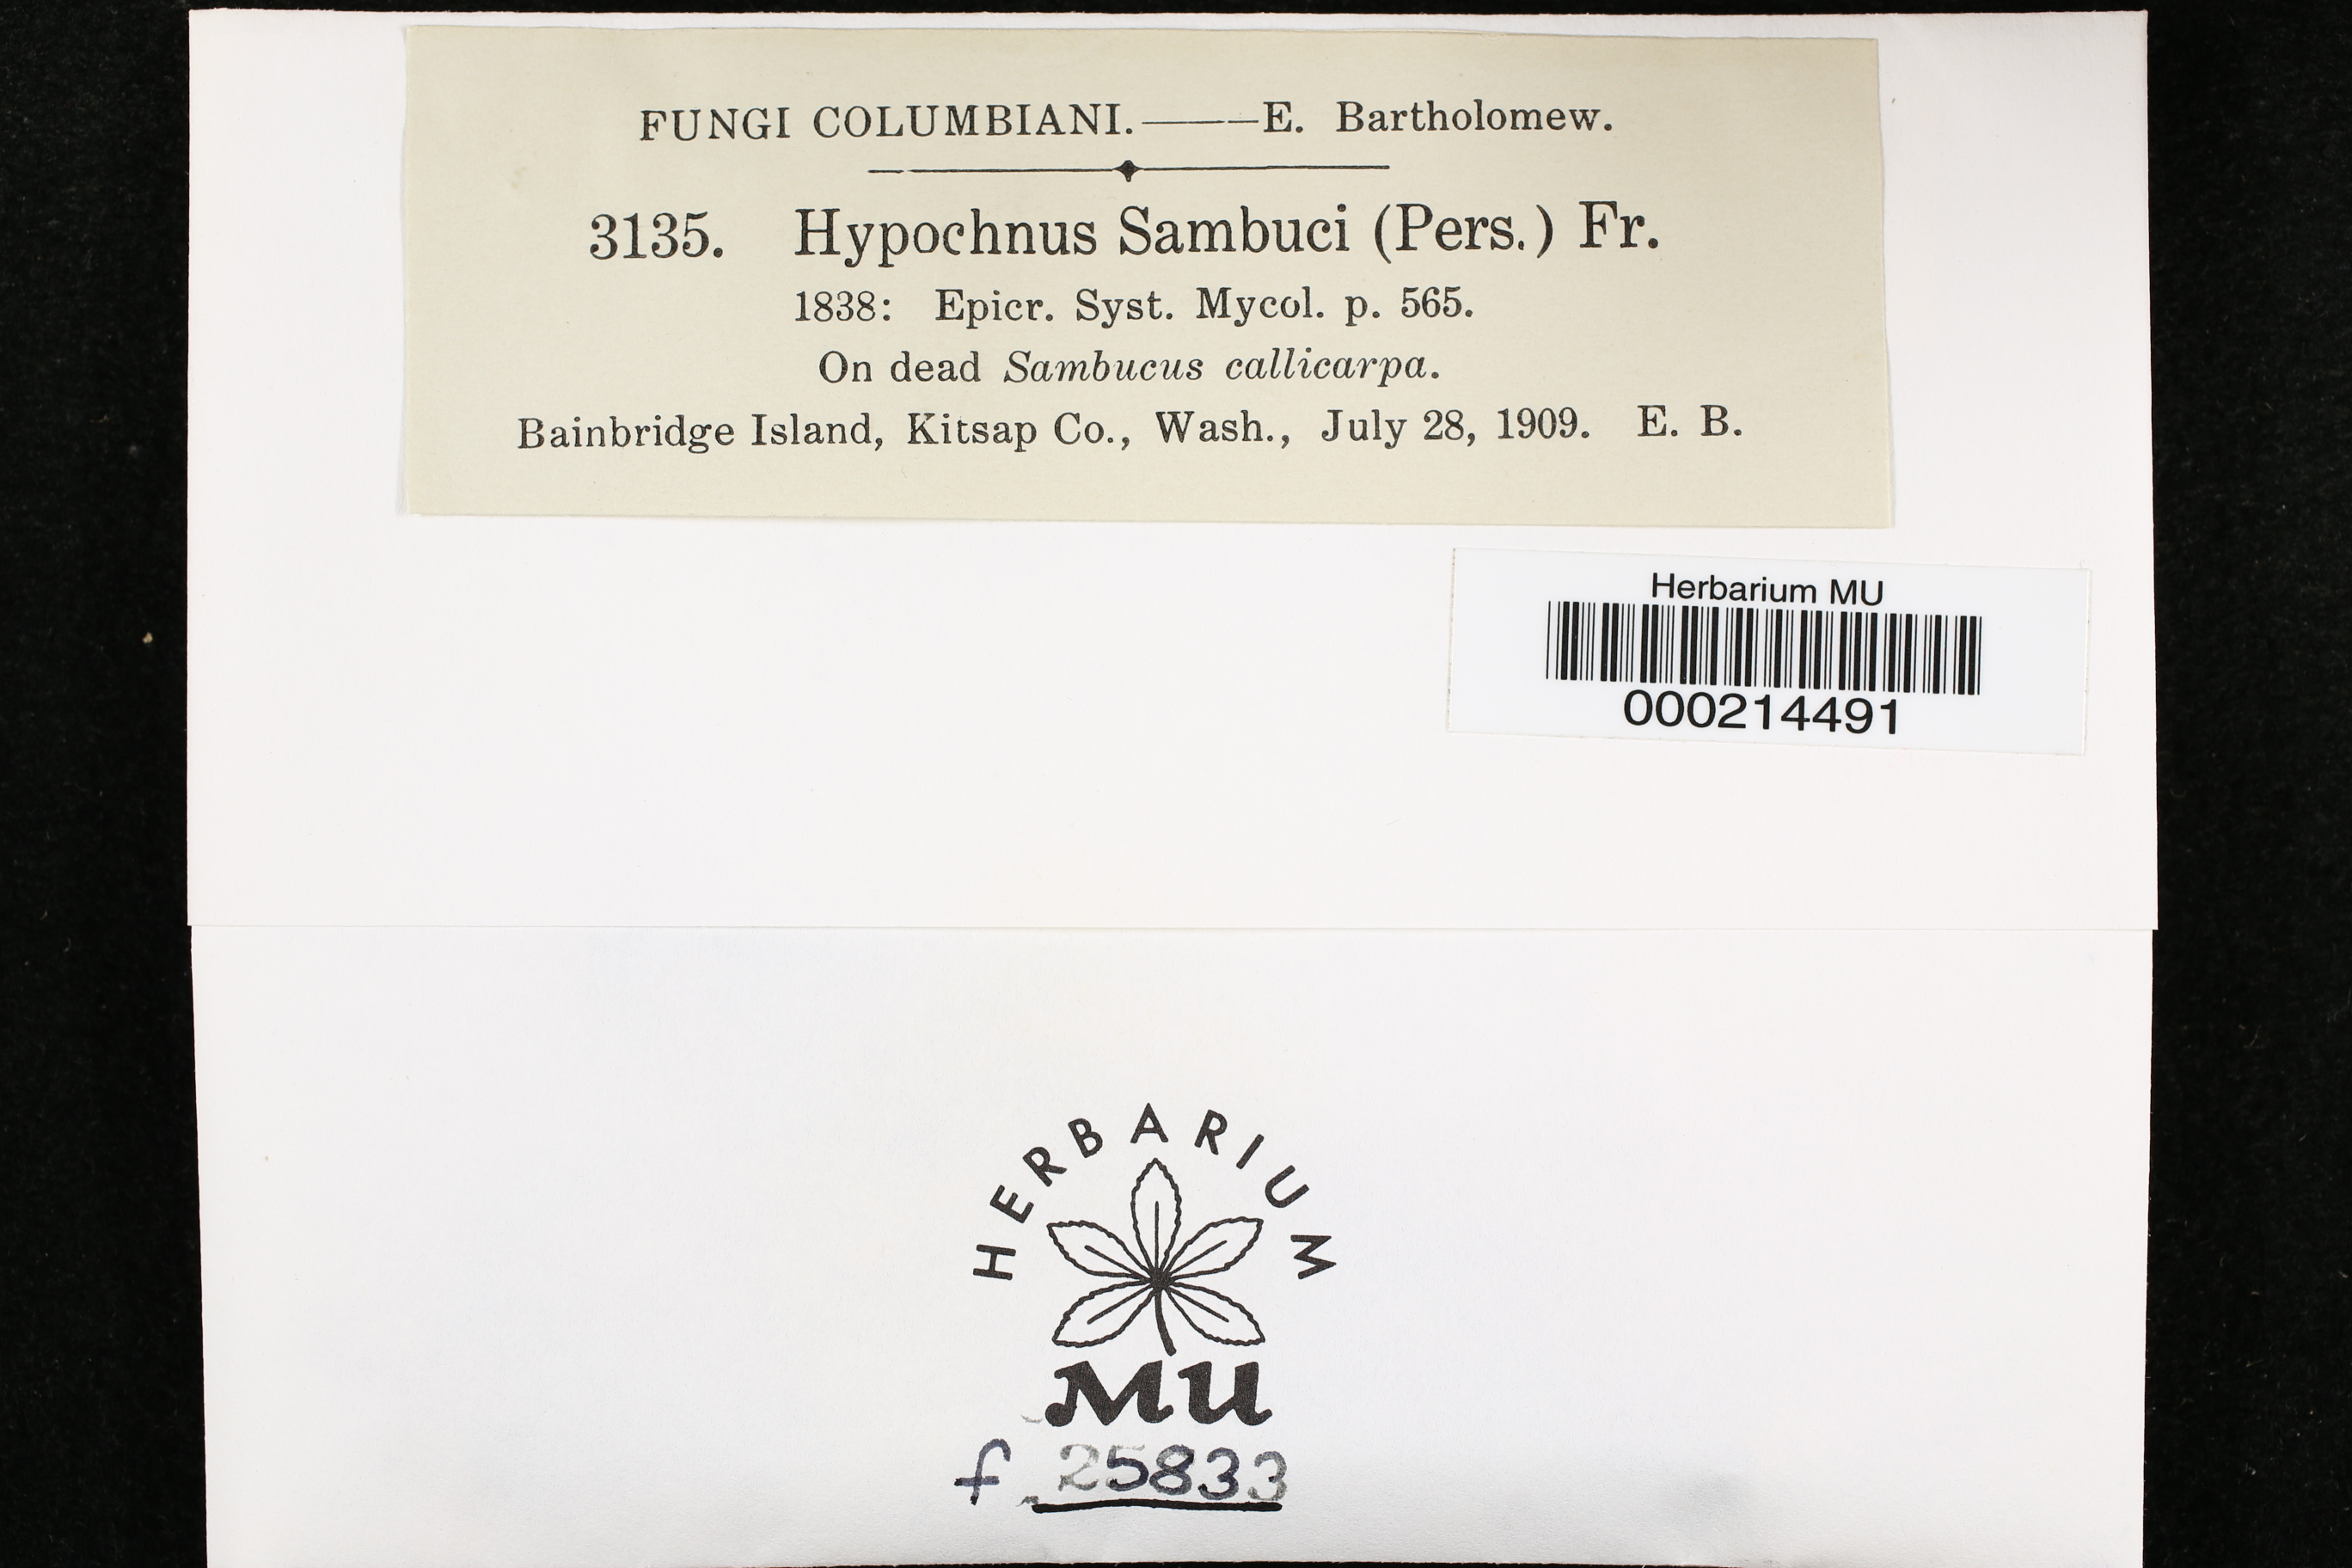 FUNGI COLUMBIANI.———E. Bartholomew.
3135. Hypochnus Sambuci (Pers.) Fr.
1838: Epicr. Syst. Mycol. p. 565.
On dead Sambucus callicarpa.
Bainbridge Island, Kitsap Co., Wash., July 28, 1909. E. B.
Herbarium MU
000214491
HERBARIUM
MU
f 25833